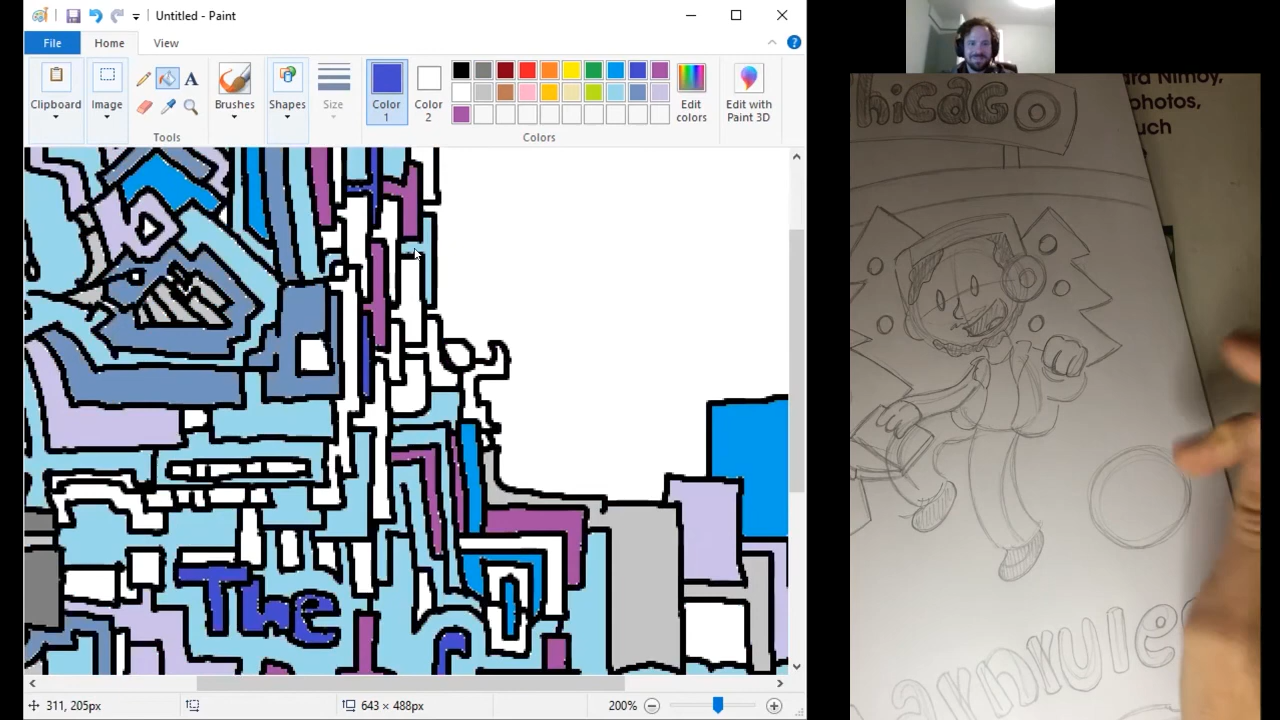 Untitled - Paint
File
Home
View
Clipboard
Image
Tools
Brushes
Shapes
Size
Color 1
Color 2
Edit colors
Edit with Paint 3D
Colors
The
311, 205px
643 × 488px
200%
hicaGO
Nimoy,
photos,
uch